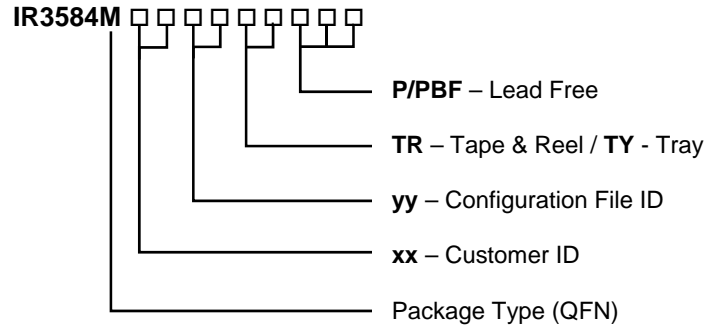 IR3584M
P/PBF – Lead Free
TR – Tape & Reel / TY - Tray
yy – Configuration File ID
xx – Customer ID
Package Type (QFN)